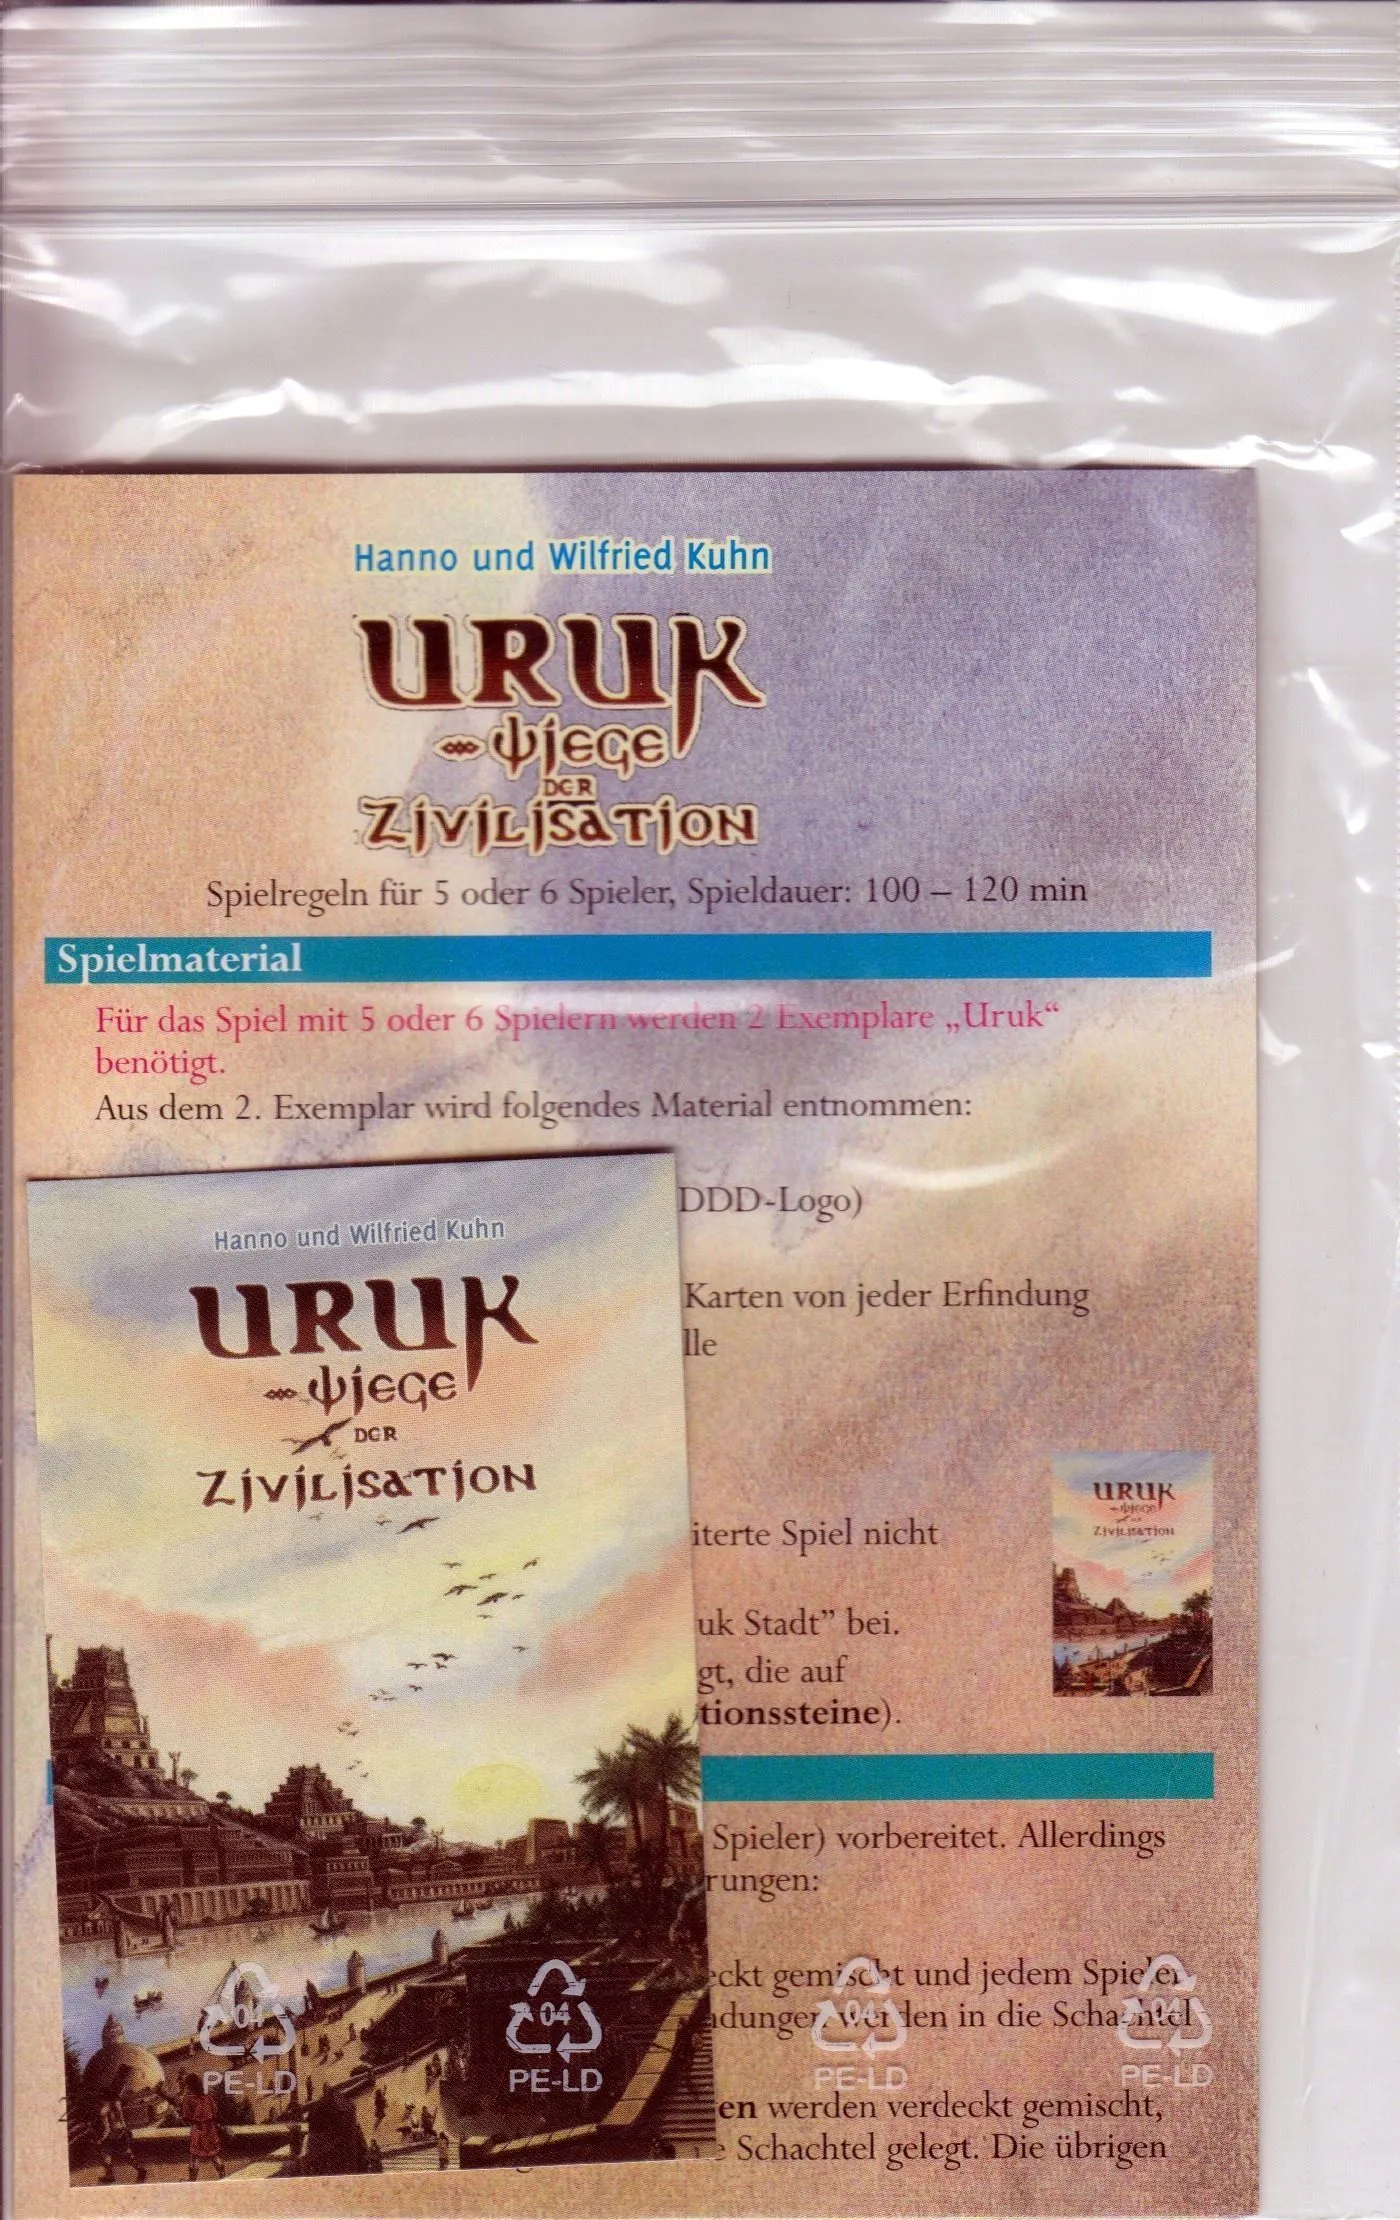 Hanno und Wilfried Kuhn
URUK
Wiege
DER
Zivilisation
Spielregeln für 5 oder 6 Spieler, Spieldauer: 100 – 120 min
Spielmaterial
Für das Spiel mit 5 oder 6 Spielern werden 2 Exemplare „Uruk“
benötigt.
Aus dem 2. Exemplar wird folgendes Material entnommen:
DDD-Logo)
Karten von jeder Erfindung
lle
iterte Spiel nicht
uk Stadt” bei.
gt, die auf
tionssteine).
Spieler) vorbereitet. Allerdings
rungen:
eckt gemischt und jedem Spieler
ndungen werden in die Schachtel
en werden verdeckt gemischt,
e Schachtel gelegt. Die übrigen
Hanno und Wilfried Kuhn
URUK
Wiege
DER
Zivilisation
URUK
Wiege
Zivilisation
04 04 04 04
PE-LD PE-LD PE-LD PE-LD